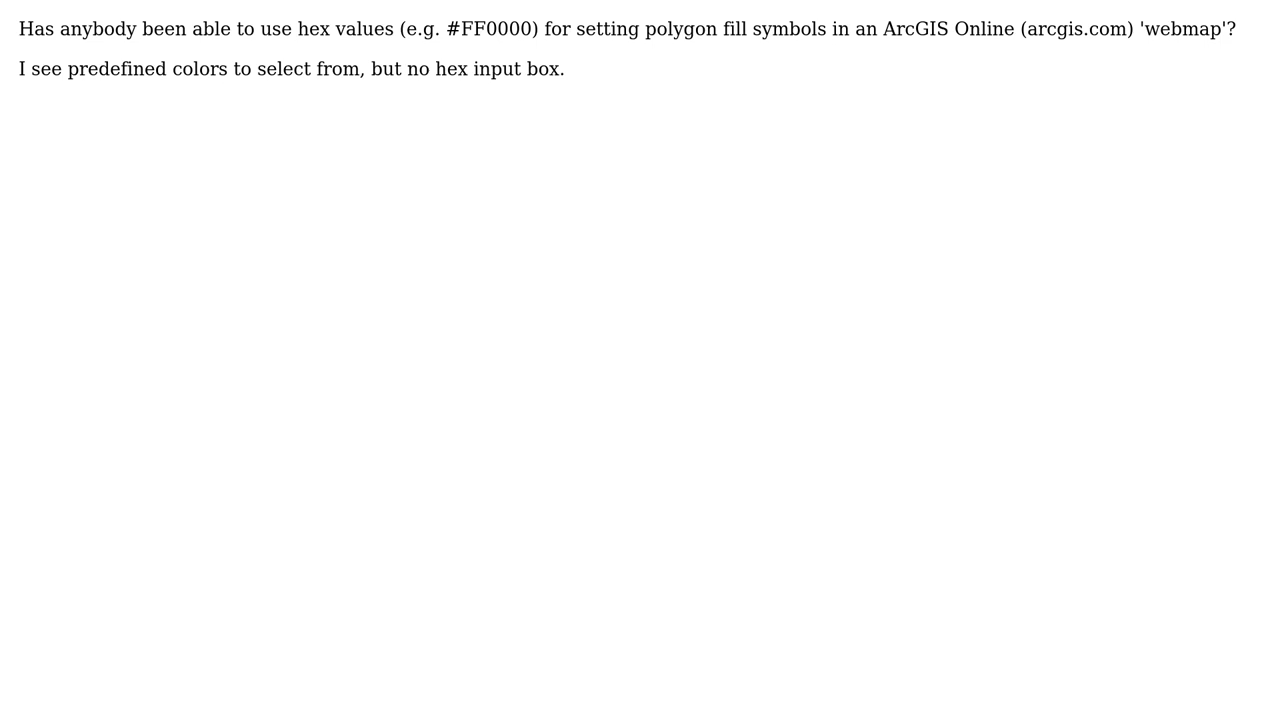 Has anybody been able to use hex values (e.g. #FF0000) for setting polygon fill symbols in an ArcGIS Online (arcgis.com) 'webmap'?
I see predefined colors to select from, but no hex input box.